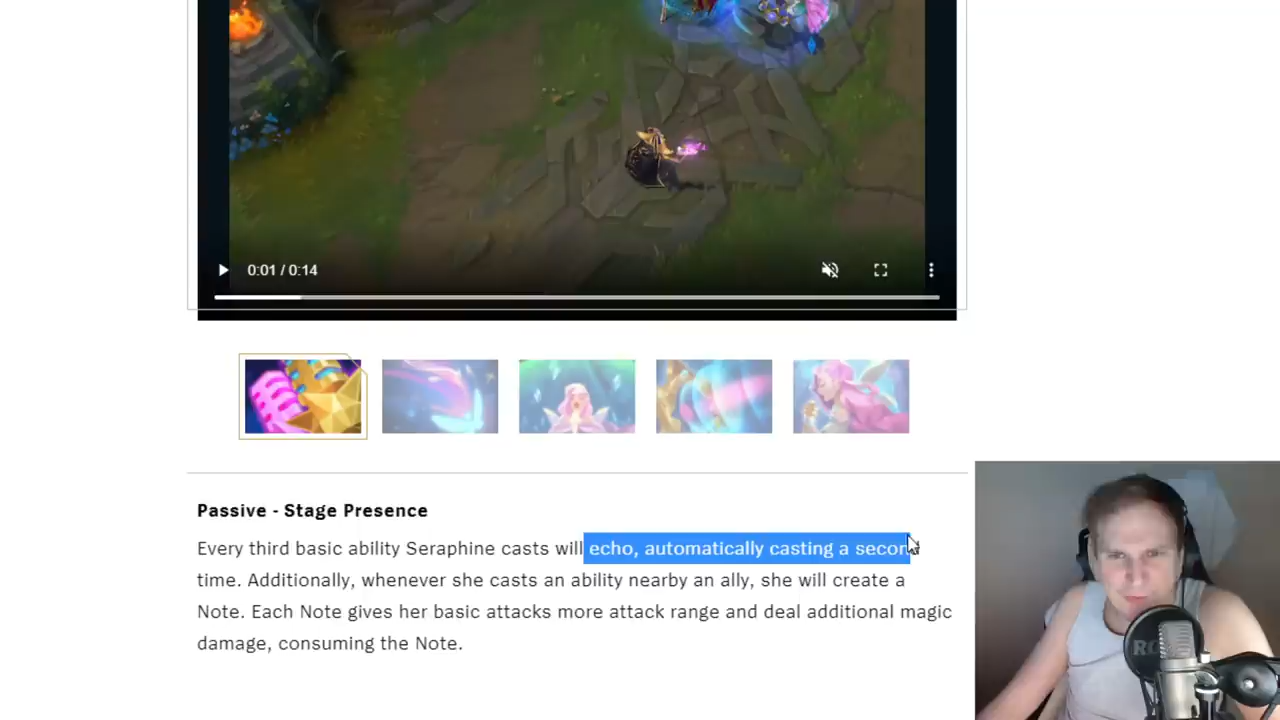 0:01 / 0:14
Passive - Stage Presence
Every third basic ability Seraphine casts will echo, automatically casting a second
time. Additionally, whenever she casts an ability nearby an ally, she will create a
Note. Each Note gives her basic attacks more attack range and deal additional magic
damage, consuming the Note.